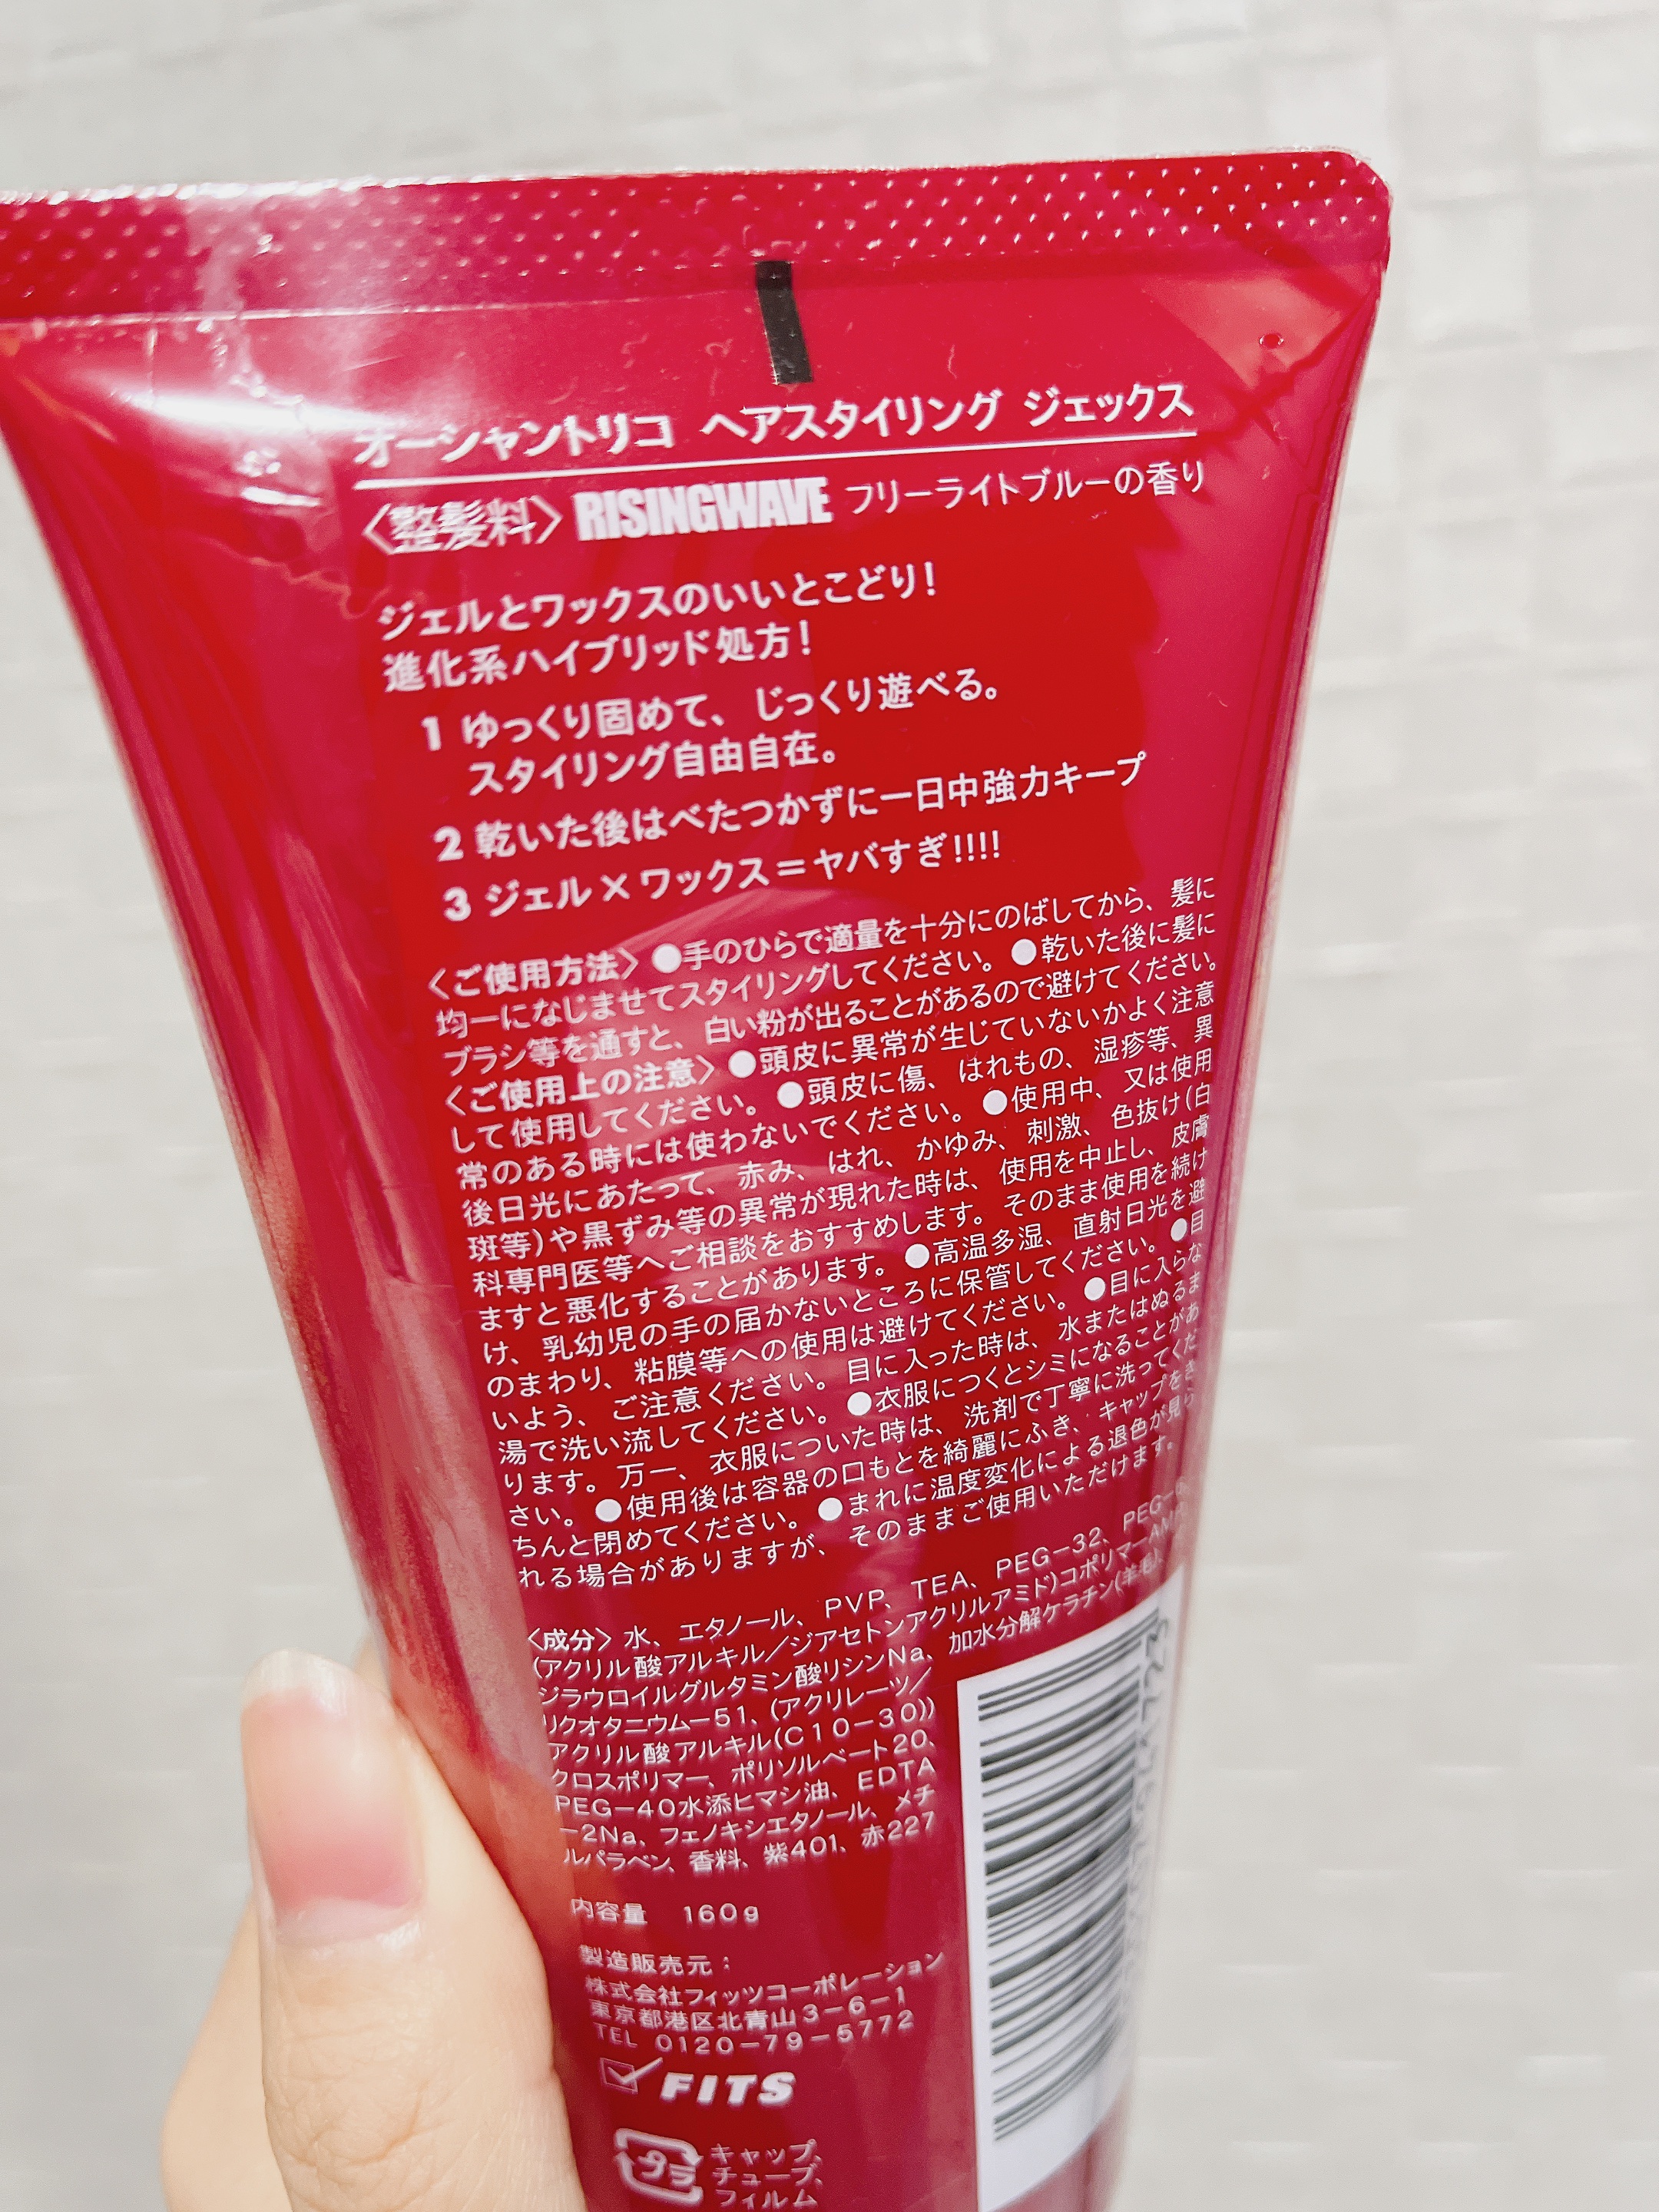 オーシャントリコ ヘアスタイリング ジェックス
〈整髪料〉RISINGWAVE フリーライトブルーの香り
ジェルとワックスのいいとこどり!
進化系ハイブリッド処方!
1 ゆっくり固めて、じっくり遊べる。
スタイリング自由自在。
2 乾いた後はべたつかずに一日中強力キープ
3 ジェル×ワックス=ヤバすぎ!!!!
〈ご使用方法〉●手のひらで適量を十分にのばしてから、髪に
均一になじませてスタイリングしてください。●乾いた後に髪に
ブラシ等を通すと、白い粉が出ることがあるので避けてください。
〈ご使用上の注意〉●頭皮に異常が生じていないかよく注意
して使用してください。●頭皮に傷、はれもの、湿疹等、異
常のある時には使わないでください。●使用中、又は使用
後日光にあたって、赤み、はれ、かゆみ、刺激、色抜け(白
斑等)や黒ずみ等の異常が現れた時は、使用を中止し、皮膚
科専門医等へご相談をおすすめします。そのまま使用を続け
ますと悪化することがあります。●高温多湿、直射日光を避
け、乳幼児の手の届かないところに保管してください。●目
のまわり、粘膜等への使用は避けてください。●目に入らな
いよう、ご注意ください。目に入った時は、水またはぬるま
湯で洗い流してください。●衣服につくとシミになることがあ
ります。万一、衣服についた時は、洗剤で丁寧に洗ってくだ
さい。●使用後は容器の口もとを綺麗にふき、キャップをき
ちんと閉めてください。●まれに温度変化による退色が見ら
れる場合がありますが、そのままご使用いただけます。
〈成分〉水、エタノール、PVP、TEA、PEG-32、
(アクリル酸アルキル/ジアセトンアクリルアミド)コポリマーAMP、
ジラウロイルグルタミン酸リシンNa、加水分解ケラチン(羊毛)、
リクオタニウム-51、(アクリレーツ/
アクリル酸アルキル(C10-30))
クロスポリマー、ポリソルベート20、
PEG-40水添ヒマシ油、EDTA
-2Na、フェノキシエタノール、メチ
ルパラベン、香料、紫401、赤227
内容量 160g
製造販売元:
株式会社フィッツコーポレーション
東京都港区北青山3-6-1
TEL 0120-79-5772
FITS
プラ
キャップ、
チューブ、
フィルム